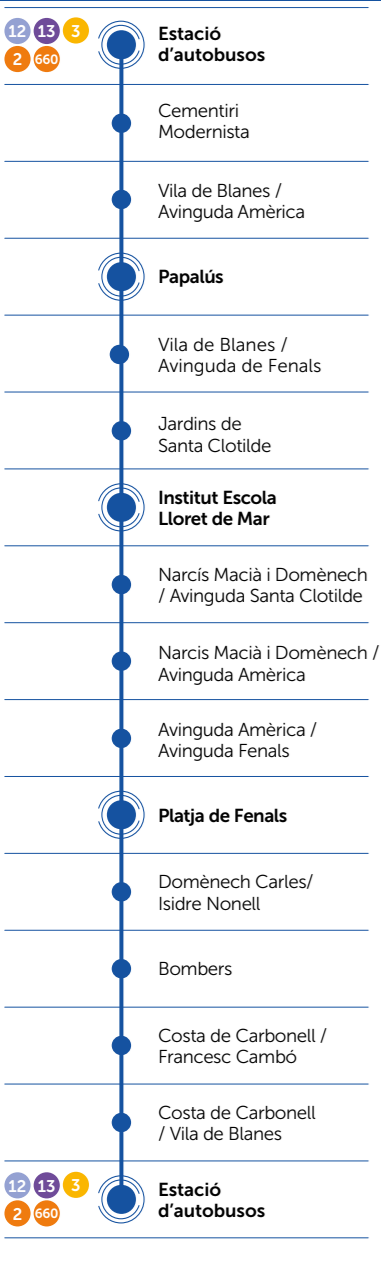 12 13 3
2 660
Estació
d'autobusos
Cementiri
Modernista
Vila de Blanes /
Avinguda Amèrica
Papalús
Vila de Blanes /
Avinguda de Fenals
Jardins de
Santa Clotilde
Institut Escola
Lloret de Mar
Narcís Macià i Domènech
/ Avinguda Santa Clotilde
Narcis Macià i Domènech /
Avinguda Amèrica
Avinguda Amèrica /
Avinguda Fenals
Platja de Fenals
Domènech Carles/
Isidre Nonell
Bombers
Costa de Carbonell /
Francesc Cambó
Costa de Carbonell
/ Vila de Blanes
12 13 3
2 660
Estació
d'autobusos